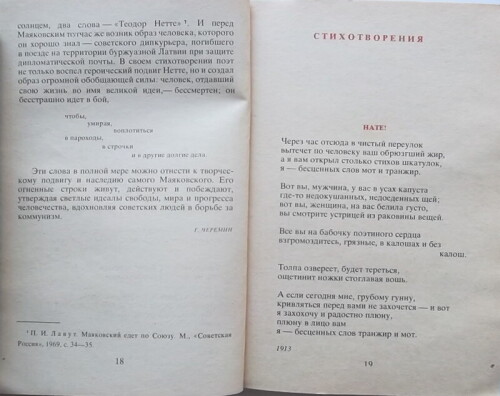 солнцем, два слова — «Теодор Нетте» ¹. И перед
Маяковским тотчас же возник образ человека, которого
он хорошо знал — советского дипкурьера, погибшего
в поезде на территории буржуазной Латвии при защите
дипломатической почты. В своем стихотворении поэт
не только воспел героический подвиг Нетте, но и создал
образ огромной обобщающей силы: человек, отдавший
свою жизнь во имя великой идеи,— бессмертен; он
бесстрашно идет в бой,
чтобы,
умирая,
воплотиться
в пароходы,
в строчки
и в другие долгие дела.
Эти слова в полной мере можно отнести к творчес-
кому подвигу и наследию самого Маяковского. Его
огненные строки живут, действуют и побеждают,
утверждая светлые идеалы свободы, мира и прогресса
человечества, вдохновляя советских людей в борьбе за
коммунизм.
Г. ЧЕРЕМИН
¹ П. И. Лавут. Маяковский едет по Союзу. М., «Советская
Россия», 1969, с. 34—35.
18
СТИХОТВОРЕНИЯ
НАТЕ!
Через час отсюда в чистый переулок
вытечет по человеку ваш обрюзгший жир,
а я вам открыл столько стихов шкатулок,
я — бесценных слов мот и транжир.
Вот вы, мужчина, у вас в усах капуста
где-то недокушанных, недоеденных щей;
вот вы, женщина, на вас белила густо,
вы смотрите устрицей из раковины вещей.
Все вы на бабочку поэтиного сердца
взгромоздитесь, грязные, в калошах и без
калош.
Толпа озвереет, будет тереться,
ощетинит ножки стоглавая вошь.
А если сегодня мне, грубому гунну,
кривляться перед вами не захочется — и вот
я захохочу и радостно плюну,
плюну в лицо вам
я — бесценных слов транжир и мот.
1913
19